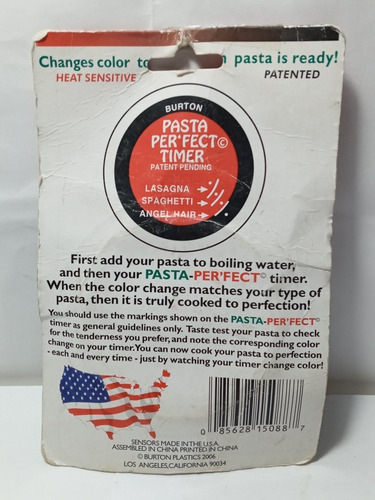 Changes color to n pasta is ready!
HEAT SENSITIVE PATENTED
BURTON
PASTA
PER'FECT©
TIMER
PATENT PENDING
LASAGNA
SPAGHETTI
ANGEL HAIR
First add your pasta to boiling water,
and then your PASTA-PER'FECT© timer.
When the color change matches your type of
pasta, then it is truly cooked to perfection!
You should use the markings shown on the PASTA-PER'FECT©
timer as general guidelines only. Taste test your pasta to check
for the tenderness you prefer, and note the corresponding color
change on your timer. You can now cook your pasta to perfection
- each and every time - just by watching your timer change color!
0 85628 15088 7
SENSORS MADE IN THE U.S.A.
ASSEMBLED IN CHINA PRINTED IN CHINA
© BURTON PLASTICS 2006
LOS ANGELES, CALIFORNIA 90034